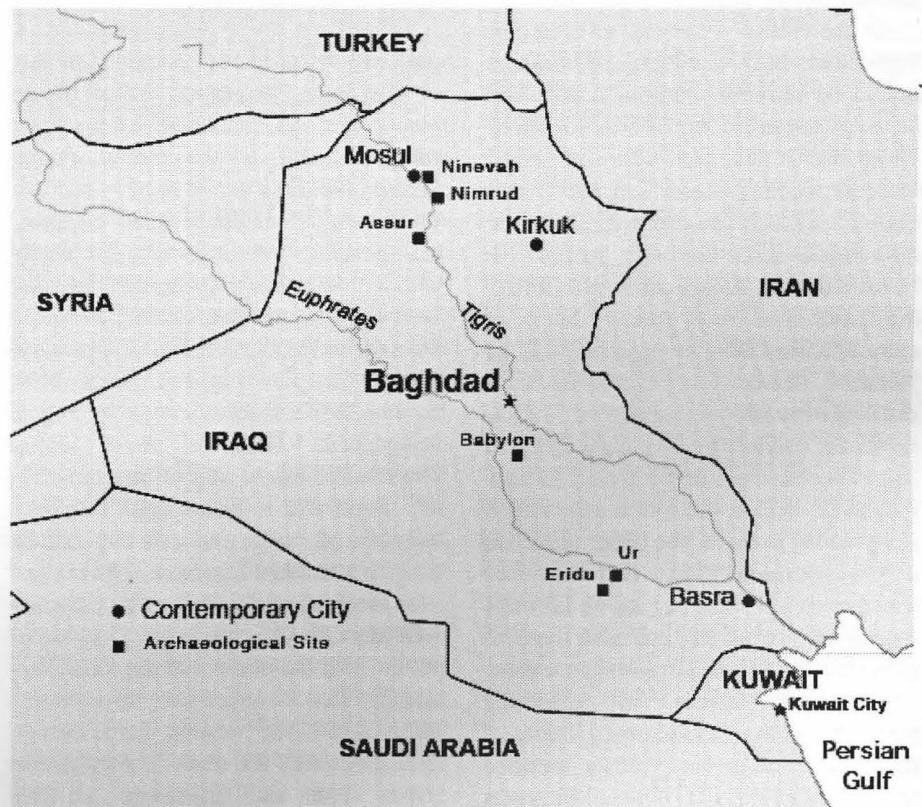 TURKEY
Mosul
Ninevah
Nimrud
Assur
Kirkuk
SYRIA
Euphrates
Tigris
IRAN
Baghdad
IRAQ
Babylon
Ur
Eridu
Basra
Contemporary City
Archaeological Site
KUWAIT
Kuwait City
SAUDI ARABIA
Persian
Gulf